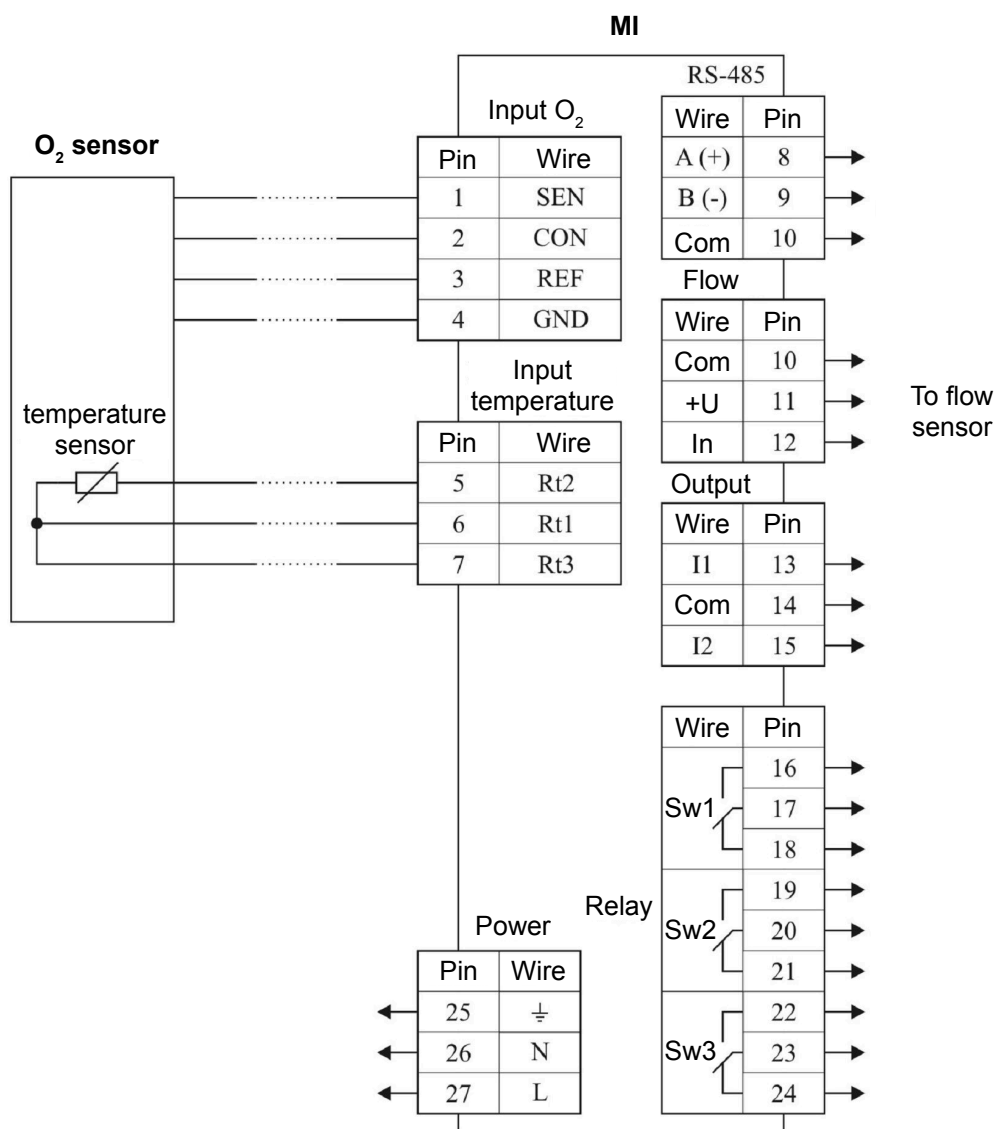 MI
O2 sensor
temperature
sensor
Input O2
Pin Wire
1 SEN
2 CON
3 REF
4 GND
Input
temperature
Pin Wire
5 Rt2
6 Rt1
7 Rt3
Power
Pin Wire
25 ⏚
26 N
27 L
RS-485
Wire Pin
A (+) 8
B (-) 9
Com 10
Flow
Wire Pin
Com 10
+U 11
In 12
To flow
sensor
Output
Wire Pin
I1 13
Com 14
I2 15
Relay
Wire Pin
16
Sw1 17
18
19
Sw2 20
21
22
Sw3 23
24